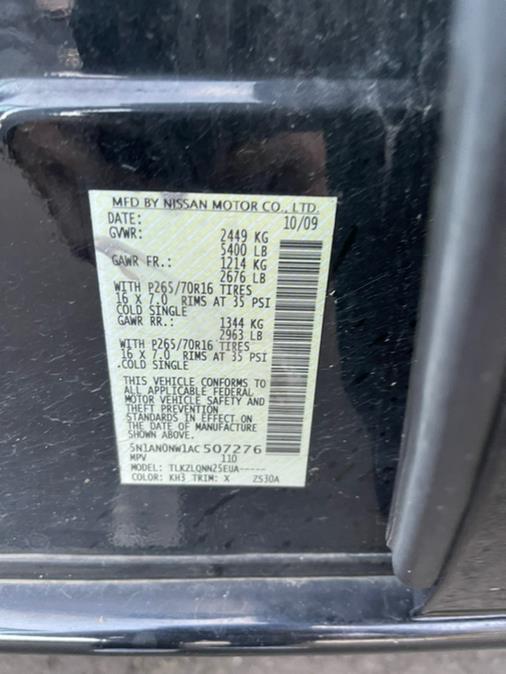 MFD BY NISSAN MOTOR CO., LTD.
DATE: 10/09
GVWR: 2449 KG
5400 LB
GAWR FR.: 1214 KG
2676 LB
WITH P265/70R16 TIRES
16 X 7.0 RIMS AT 35 PSI
COLD SINGLE
GAWR RR.: 1344 KG
2963 LB
WITH P265/70R16 TIRES
16 X 7.0 RIMS AT 35 PSI
.COLD SINGLE
THIS VEHICLE CONFORMS TO
ALL APPLICABLE FEDERAL
MOTOR VEHICLE SAFETY AND
THEFT PREVENTION
STANDARDS IN EFFECT ON
THE DATE OF MANUFACTURE
5N1AN0NW1AC507276
MPV 110
MODEL: TLKZLQNN25EUA-----
COLOR: KH3 TRIM: X ZS30A